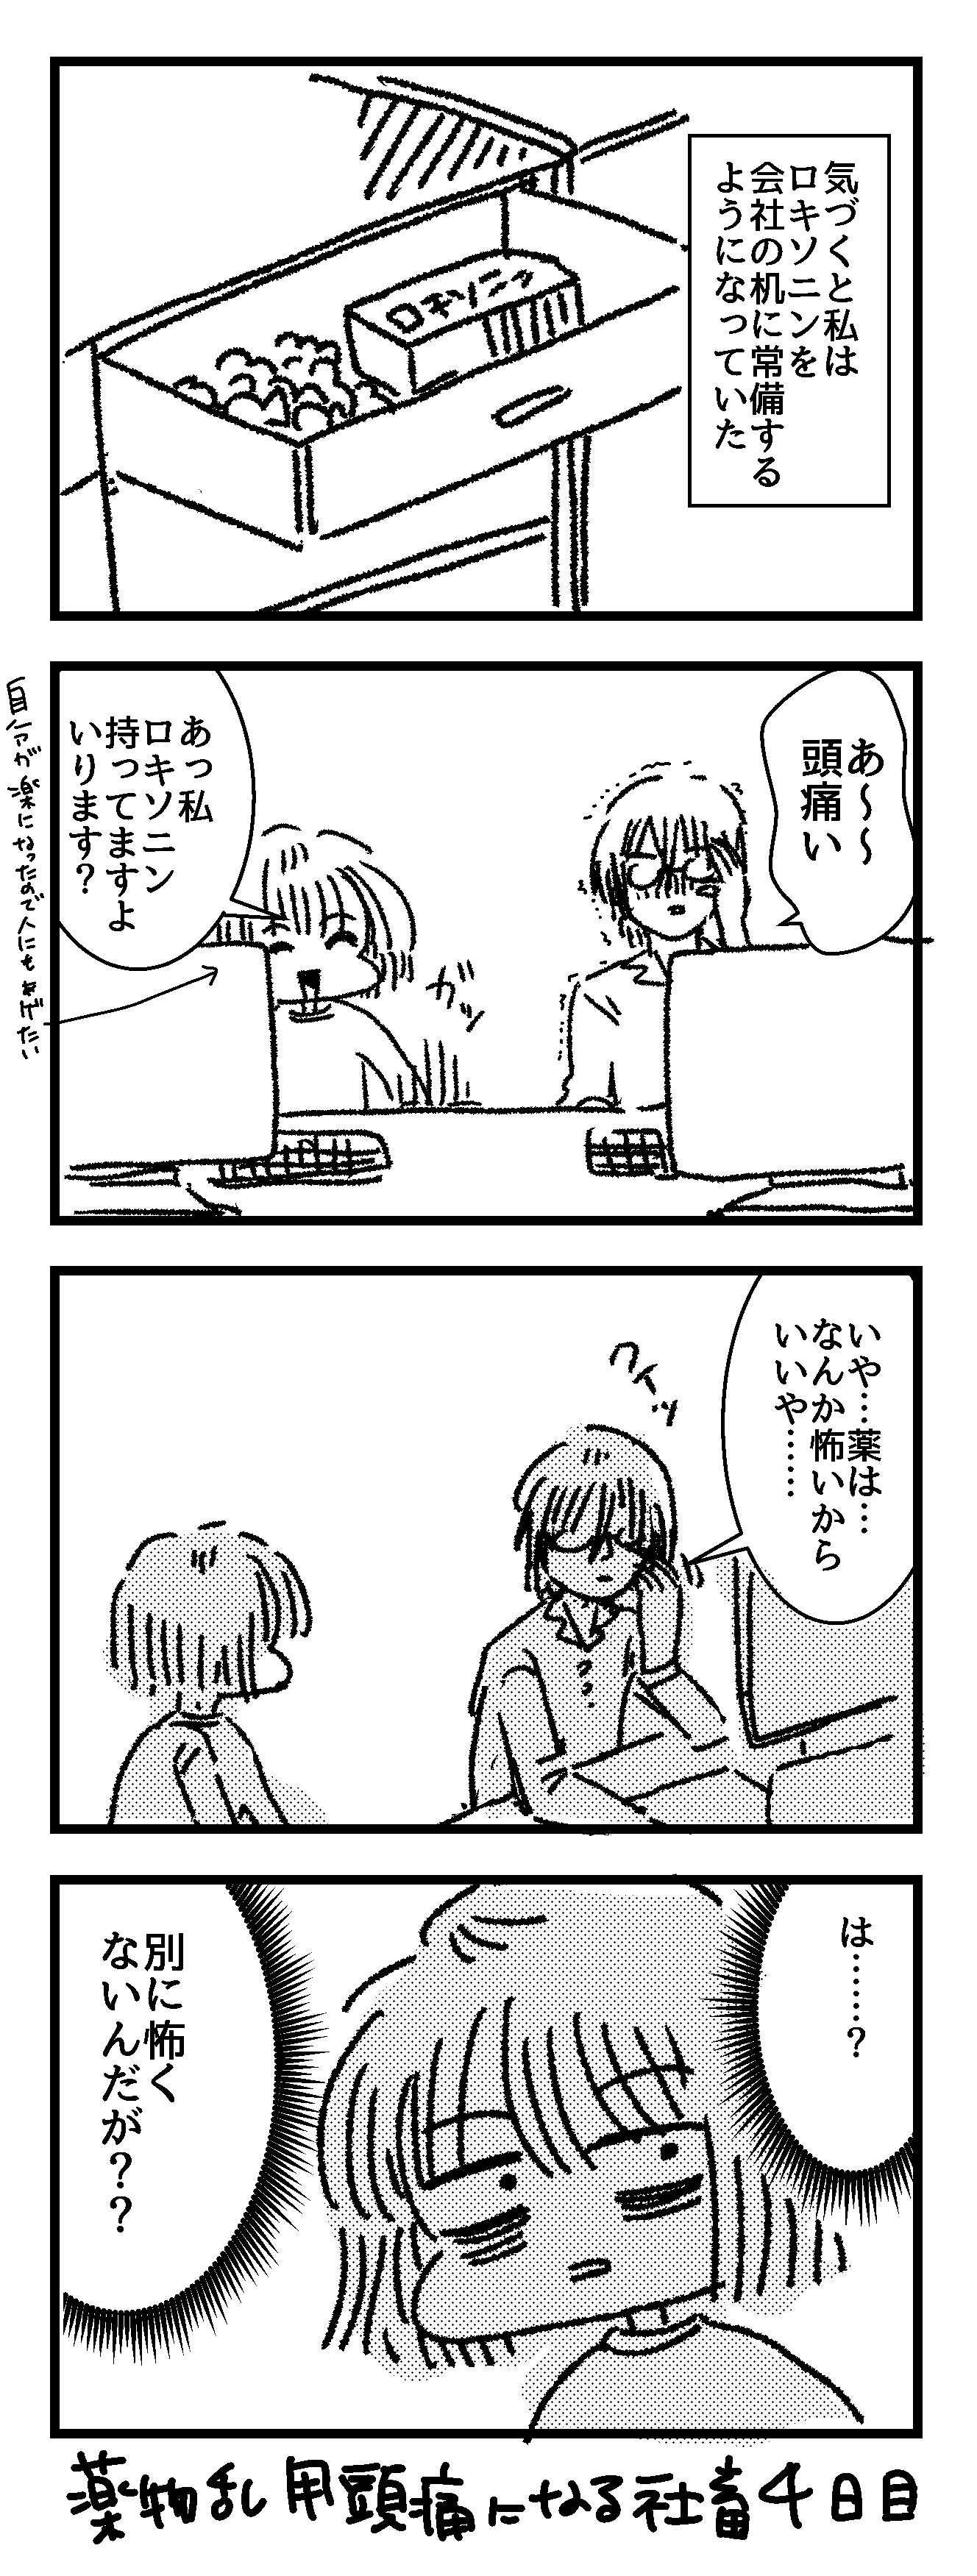 気づくと私は
ロキソニンを
会社の机に常備する
ようになっていた
ロキソニン
あ〜〜
頭痛い
あっ私
ロキソニン
持ってますよ
いります？
ガッ
自分が楽になったので人にもあげたい
いや…薬は…
なんか怖いから
いいや……
クイッ
は……？
別に怖く
ないんだが？？
薬物乱用頭痛になる社畜4日目